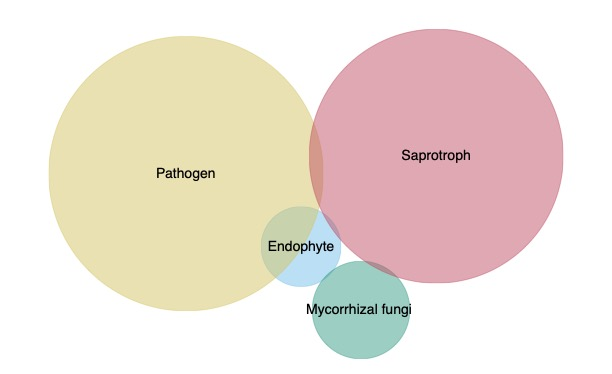 Pathogen
Saprotroph
Endophyte
Mycorrhizal fungi